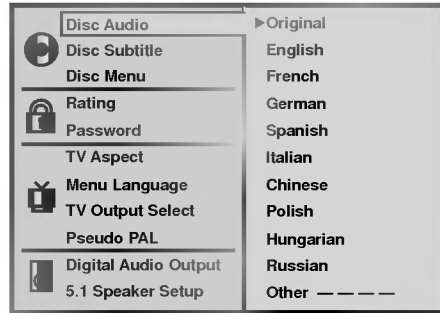 Disc Audio
Disc Subtitle
Disc Menu
Rating
Password
TV Aspect
Menu Language
TV Output Select
Pseudo PAL
Digital Audio Output
5.1 Speaker Setup
▶Original
English
French
German
Spanish
Italian
Chinese
Polish
Hungarian
Russian
Other — — — —